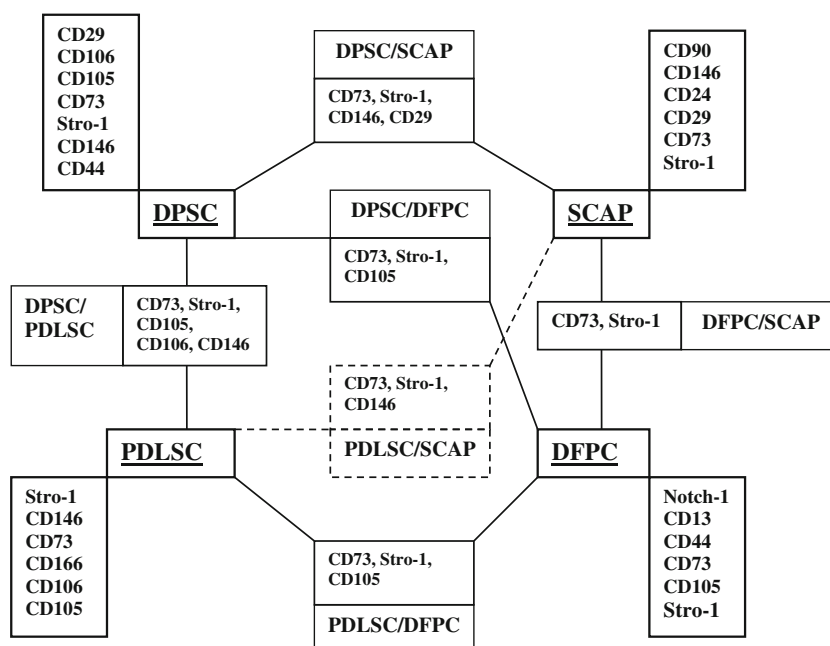 CD29
CD106
CD105
CD73
Stro-1
CD146
CD44
DPSC
DPSC/SCAP
CD73, Stro-1,
CD146, CD29
CD90
CD146
CD24
CD29
CD73
Stro-1
SCAP
DPSC/DFPC
CD73, Stro-1,
CD105
DPSC/
PDLSC
CD73, Stro-1,
CD105,
CD106, CD146
CD73, Stro-1
DFPC/SCAP
CD73, Stro-1,
CD146
PDLSC/SCAP
PDLSC
Stro-1
CD146
CD73
CD166
CD106
CD105
CD73, Stro-1,
CD105
PDLSC/DFPC
DFPC
Notch-1
CD13
CD44
CD73
CD105
Stro-1